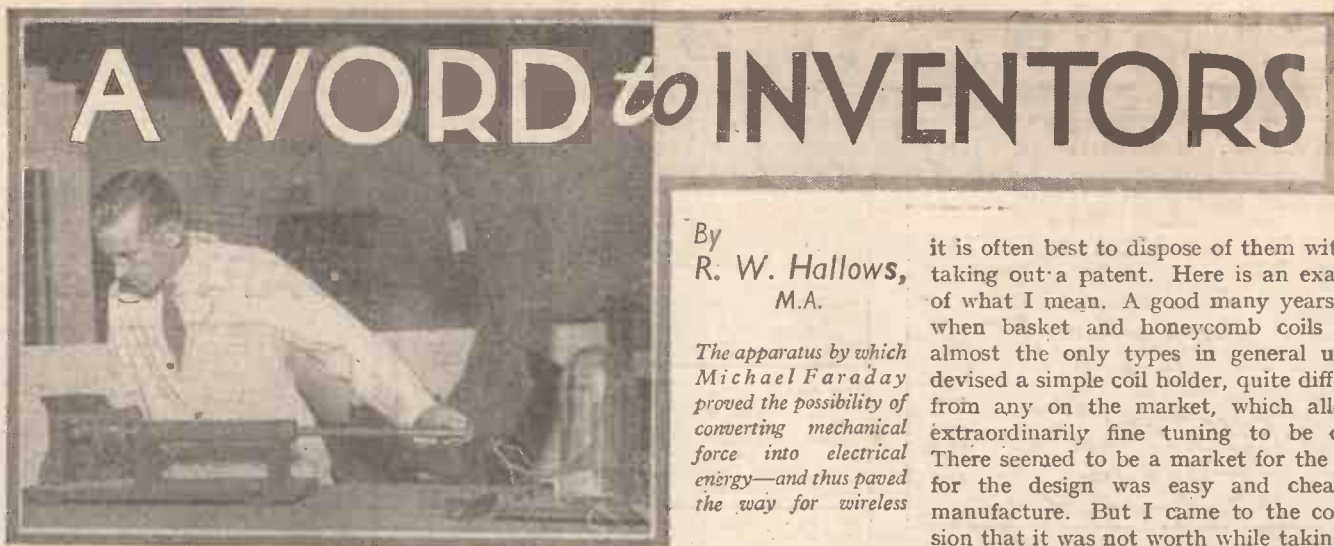 A WORD to INVENTORS
By
R. W. Hallows,
M.A.
The apparatus by which
Michael Faraday
proved the possibility of
converting mechanical
force into electrical
energy—and thus paved
the way for wireless
it is often best to dispose of them wit
taking out a patent. Here is an exa
of what I mean. A good many years
when basket and honeycomb coils
almost the only types in general u
devised a simple coil holder, quite diff
from any on the market, which all
extraordinarily fine tuning to be
There seemed to be a market for the
for the design was easy and chea
manufacture. But I came to the co
sion that it was not worth while takin